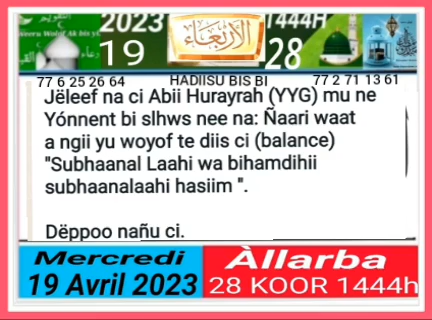 2023
1444H
19
الأربعاء
28
77 6 25 26 64
HADIISU BIS BI
77 2 71 13 61
Jëleef na ci Abii Hurayrah (YYG) mu ne
Yónnent bi slhws nee na: Ñaari waat
a ngii yu woyof te diis ci (balance)
"Subhaanal Laahi wa bihamdihii
subhaanalaahi hasiim ".
Dëppoo nañu ci.
Mercredi
Àllarba
19 Avril 2023
28 KOOR 1444h